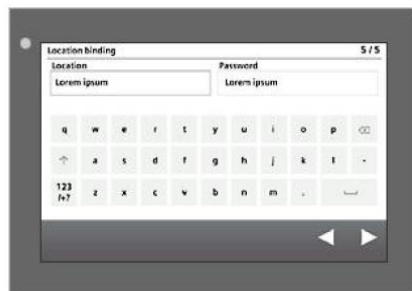 Location binding 5/5
Location Password
Lorem ipsum Lorem ipsum
q w e r t y u i o p
a s d f g h j k l -
123 z x c v b n m .
/+?